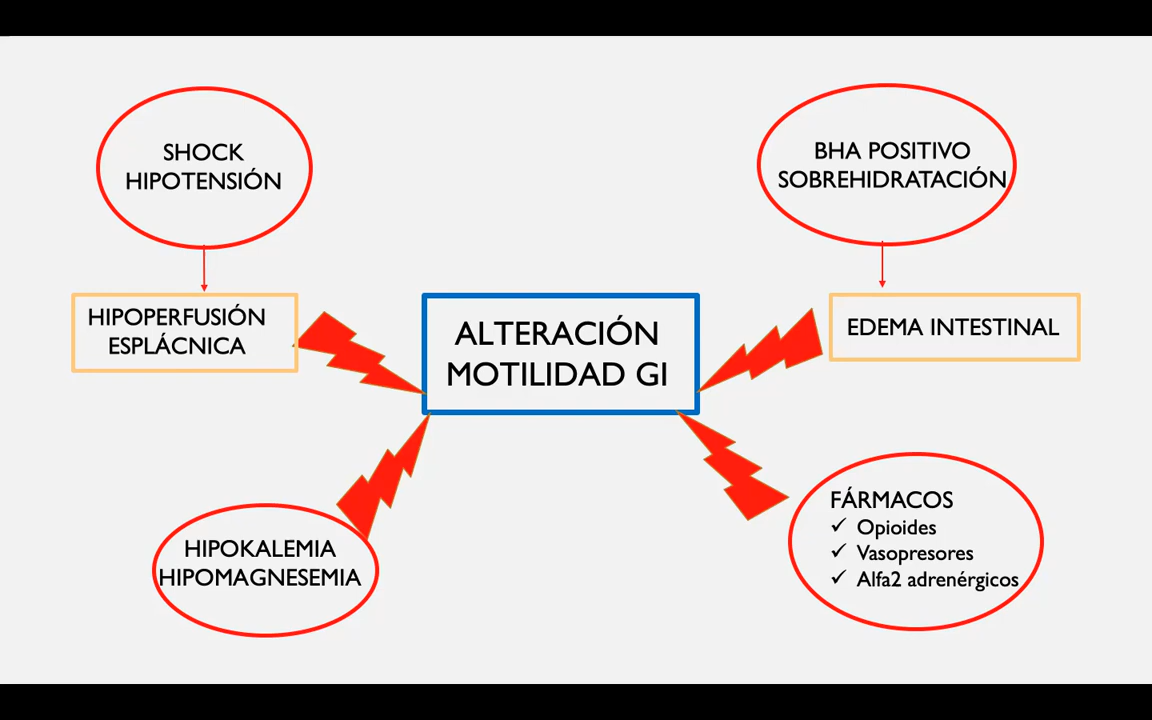 SHOCK
HIPOTENSIÓN
BHA POSITIVO
SOBREHIDRATACIÓN
HIPOPERFUSIÓN
ESPLÁCNICA
ALTERACIÓN
MOTILIDAD GI
EDEMA INTESTINAL
HIPOKALEMIA
HIPOMAGNESEMIA
FÁRMACOS
✓ Opioides
✓ Vasopresores
✓ Alfa2 adrenérgicos